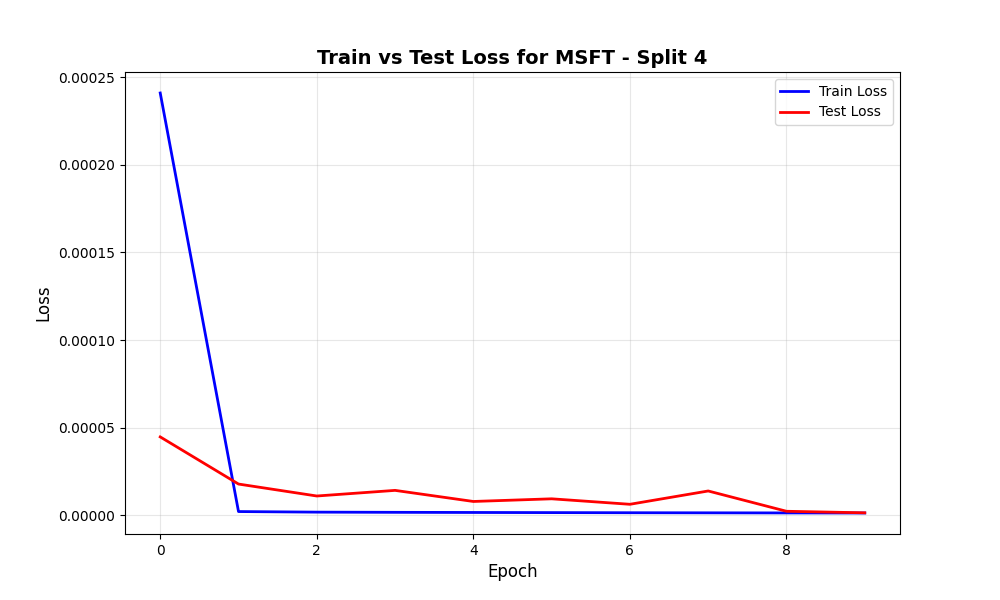 Train vs Test Loss for MSFT - Split 4
Train Loss
Test Loss
Loss
0.00025
0.00020
0.00015
0.00010
0.00005
0.00000
0 2 4 6 8
Epoch